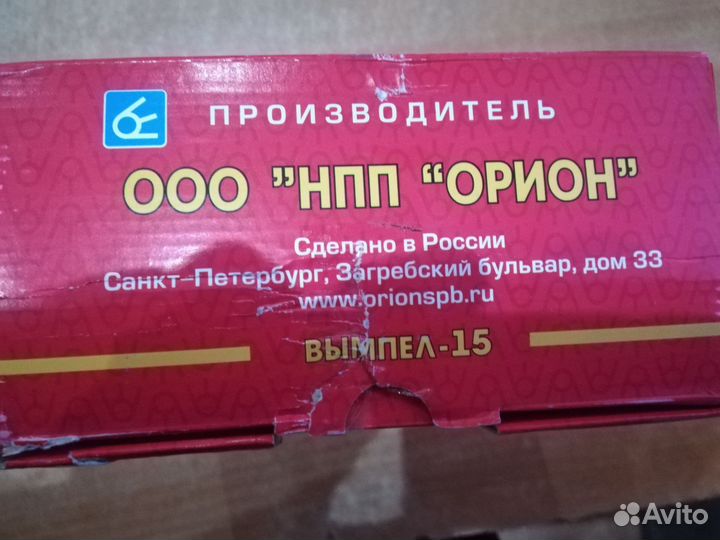 ПРОИЗВОДИТЕЛЬ
ООО "НПП “ОРИОН”
Сделано в России
Санкт-Петербург, Загребский бульвар, дом 33
www.orionspb.ru
ВЫМПЕЛ-15
Avito